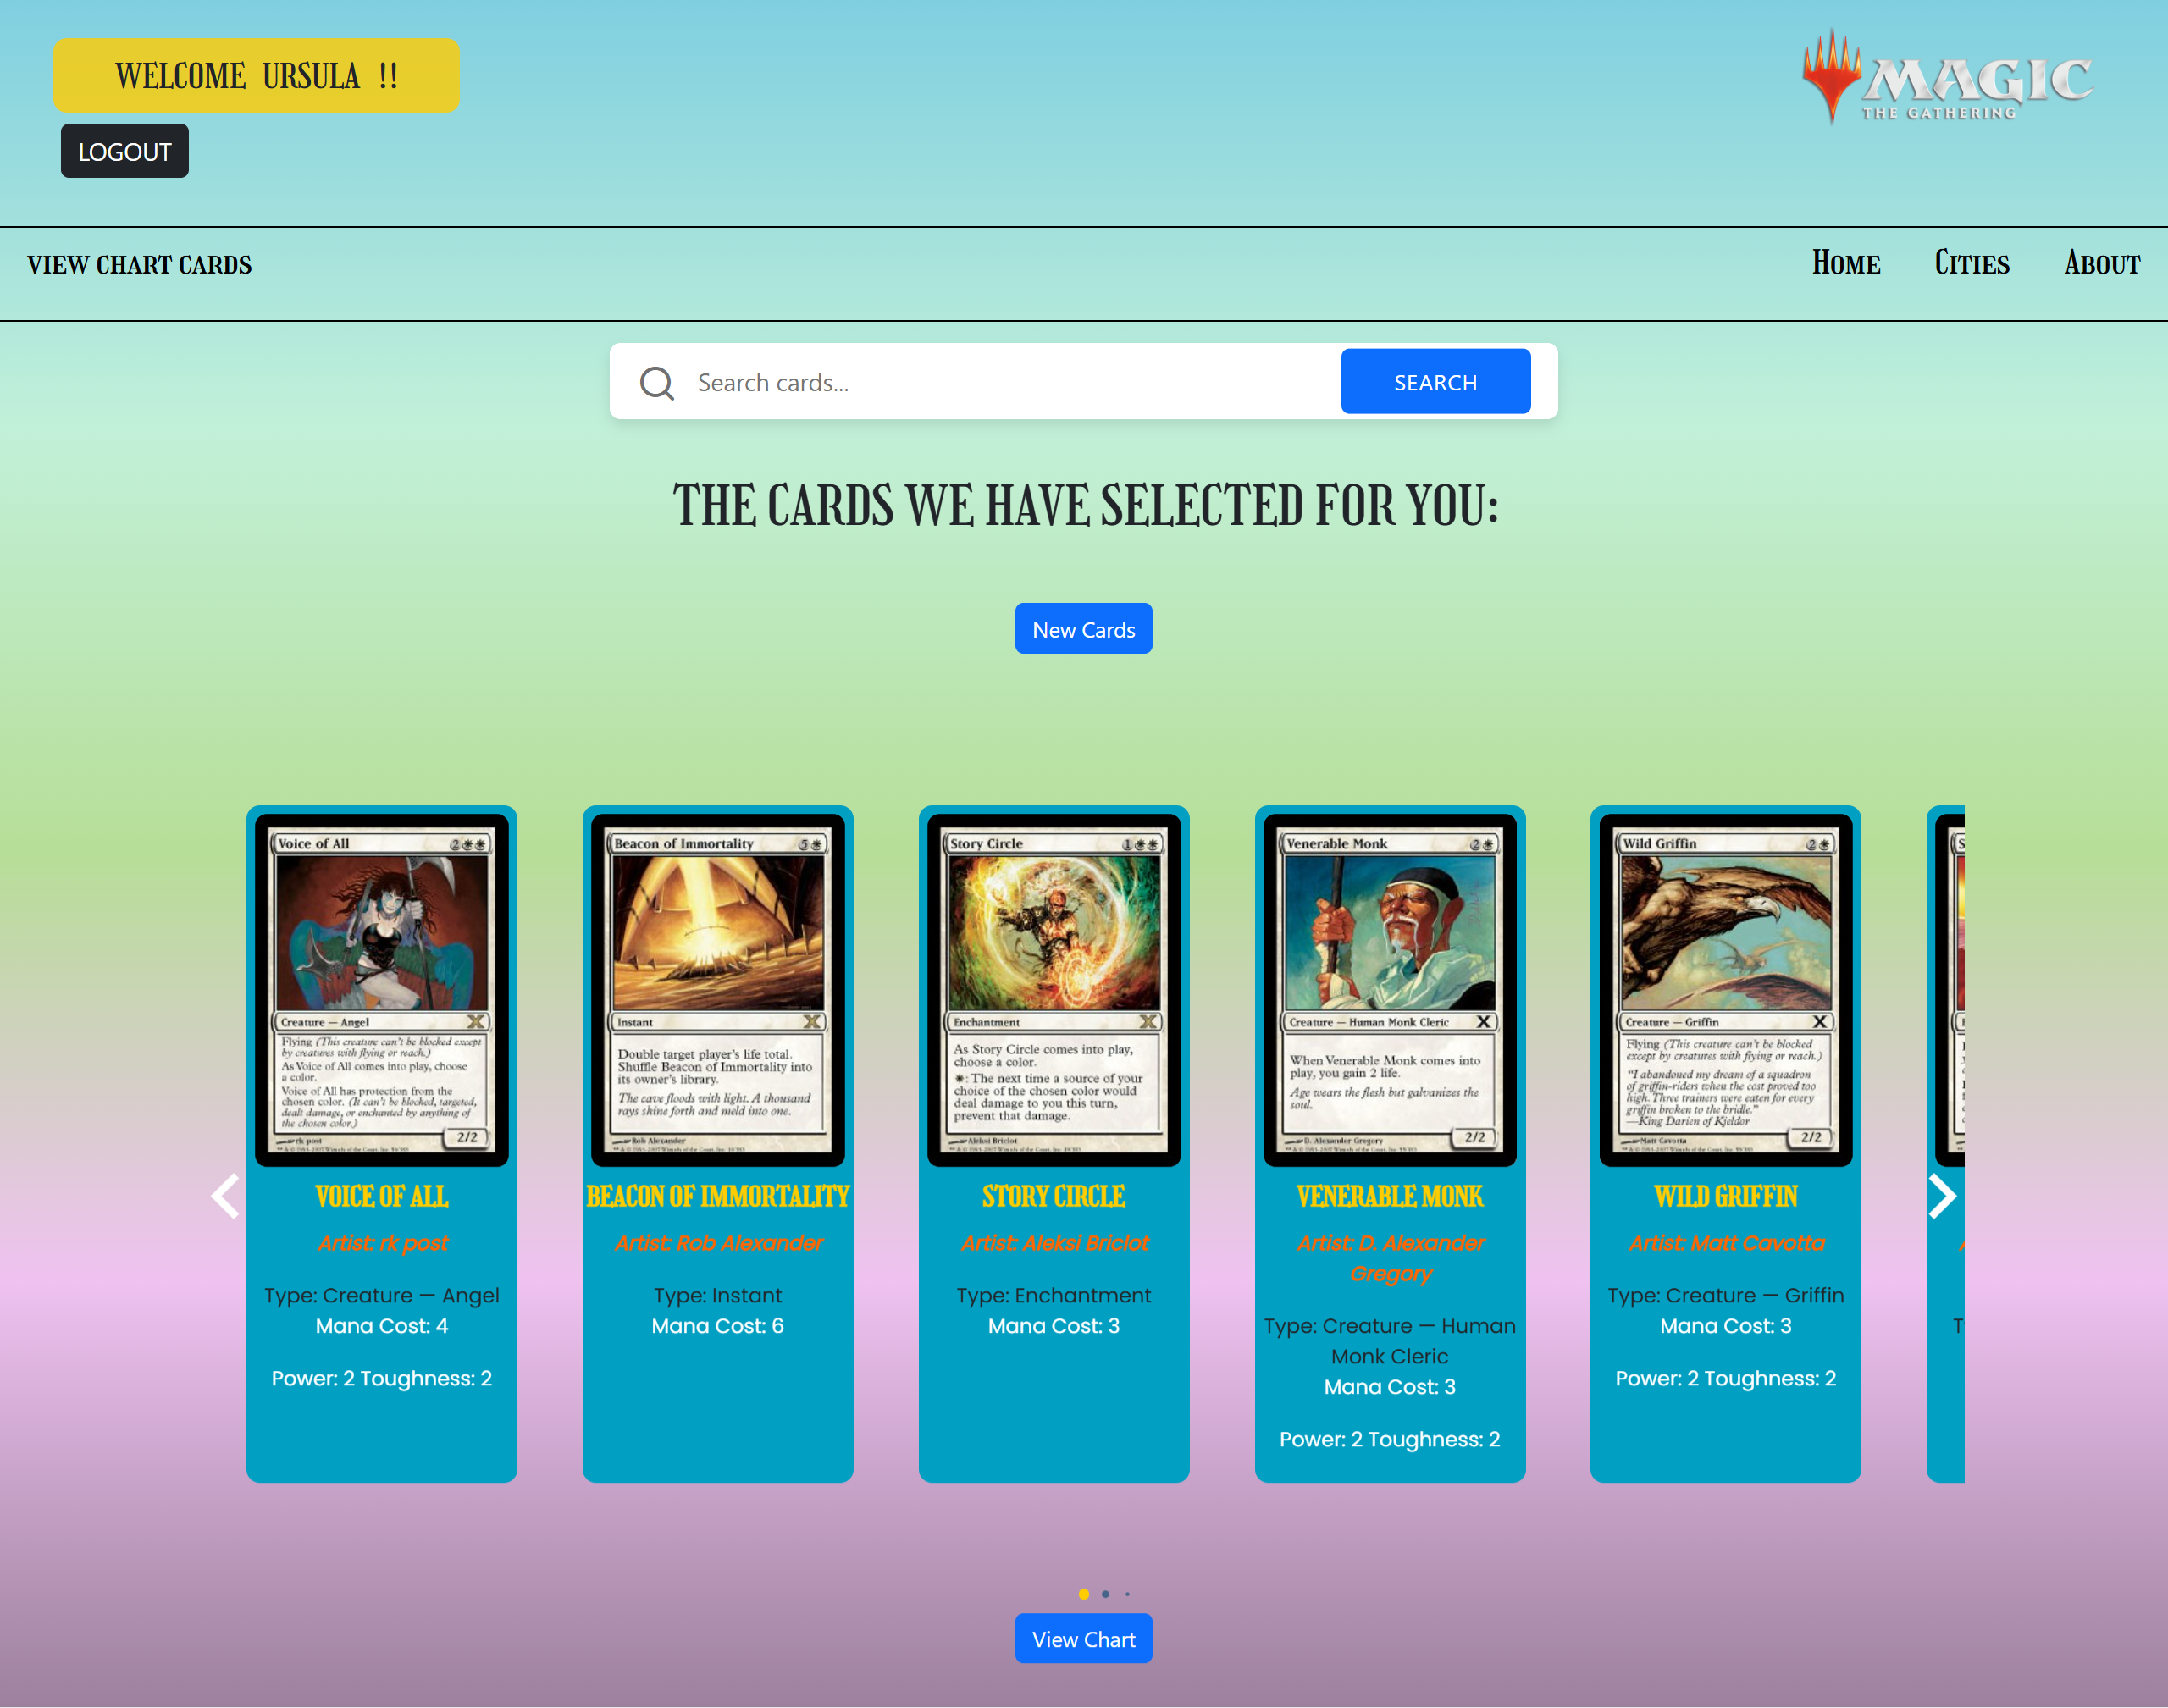 WELCOME URSULA !!
MAGIC
THE GATHERING
LOGOUT
VIEW CHART CARDS
Home
Cities
About
Search cards...
SEARCH
THE CARDS WE HAVE SELECTED FOR YOU:
New Cards
Voice of All 2
Creature — Angel
Flying (This creature can't be blocked except
by creatures with flying or reach.)
As Voice of All comes into play, choose
a color.
Voice of All has protection from the
chosen color. (It can't be blocked, targeted,
dealt damage, or enchanted by anything of
the chosen color.)
2/2
rk post
VOICE OF ALL
Artist: rk post
Type: Creature — Angel
Mana Cost: 4
Power: 2 Toughness: 2
Beacon of Immortality 5
Instant
Double target player's life total.
Shuffle Beacon of Immortality into
its owner's library.
The cave floods with light. A thousand
rays shine forth and meld into one.
Rob Alexander
BEACON OF IMMORTALITY
Artist: Rob Alexander
Type: Instant
Mana Cost: 6
Story Circle 1
Enchantment
As Story Circle comes into play,
choose a color.
: The next time a source of your
choice of the chosen color would
deal damage to you this turn,
prevent that damage.
Aleksi Briclot
STORY CIRCLE
Artist: Aleksi Briclot
Type: Enchantment
Mana Cost: 3
Venerable Monk 2
Creature — Human Monk Cleric
When Venerable Monk comes into
play, you gain 2 life.
Age wears the flesh but galvanizes the
soul.
D. Alexander Gregory
2/2
VENERABLE MONK
Artist: D. Alexander
Gregory
Type: Creature — Human
Monk Cleric
Mana Cost: 3
Power: 2 Toughness: 2
Wild Griffin 2
Creature — Griffin
Flying (This creature can't be blocked
except by creatures with flying or reach.)
"I abandoned my dream of a squadron
of griffin-riders when the cost proved too
high. Three trainers were eaten for every
griffin broken to the bridle."
—King Darien of Kjeldor
Matt Cavotta
2/2
WILD GRIFFIN
Artist: Matt Cavotta
Type: Creature — Griffin
Mana Cost: 3
Power: 2 Toughness: 2
View Chart